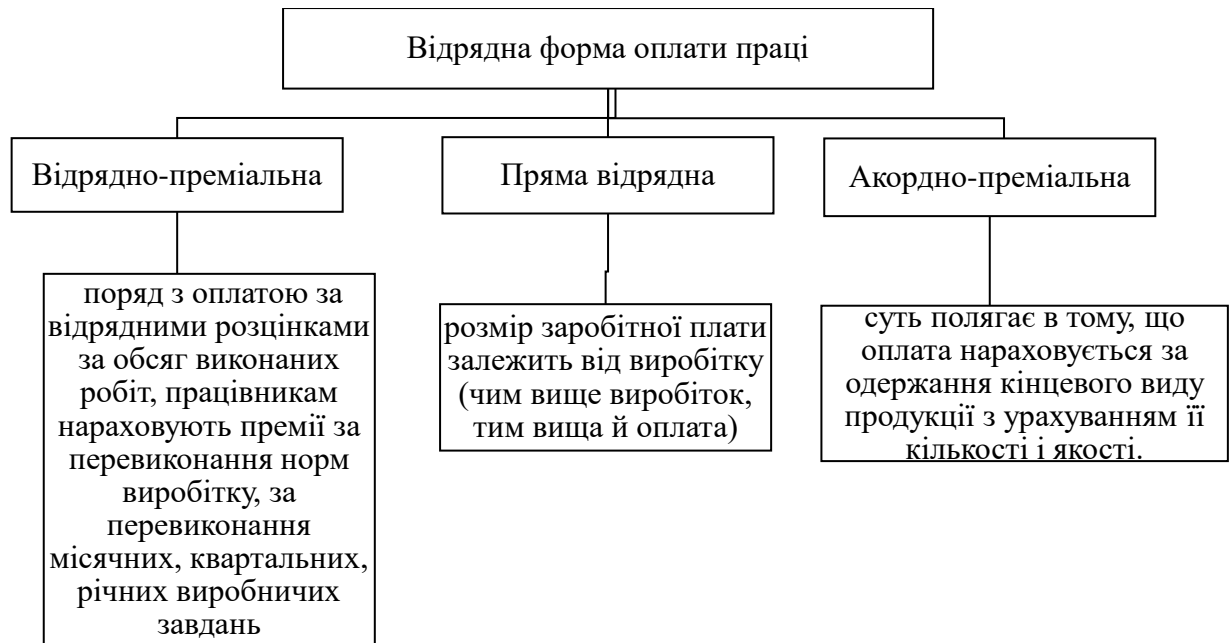 Відрядна форма оплати праці
Відрядно-преміальна
Пряма відрядна
Акордно-преміальна
поряд з оплатою за
відрядними розцінками
за обсяг виконаних
робіт, працівникам
нараховують премії за
перевиконання норм
виробітку, за
перевиконання
місячних, квартальних,
річних виробничих
завдань
розмір заробітної плати
залежить від виробітку
(чим вище виробіток,
тим вища й оплата)
суть полягає в тому, що
оплата нараховується за
одержання кінцевого виду
продукції з урахуванням її
кількості і якості.